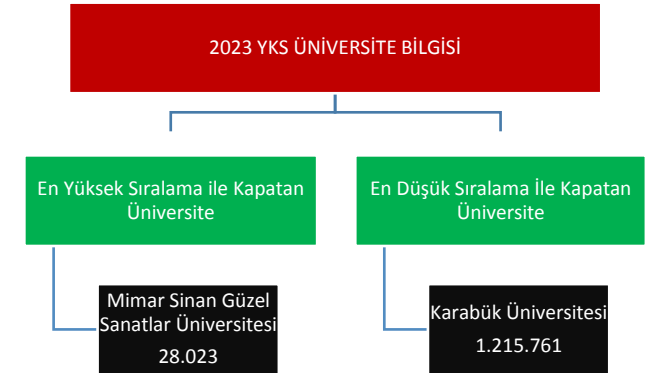 2023 YKS ÜNİVERSİTE BİLGİSİ
En Yüksek Sıralama ile Kapatan
Üniversite
Mimar Sinan Güzel
Sanatlar Üniversitesi
28.023
En Düşük Sıralama İle Kapatan
Üniversite
Karabük Üniversitesi
1.215.761